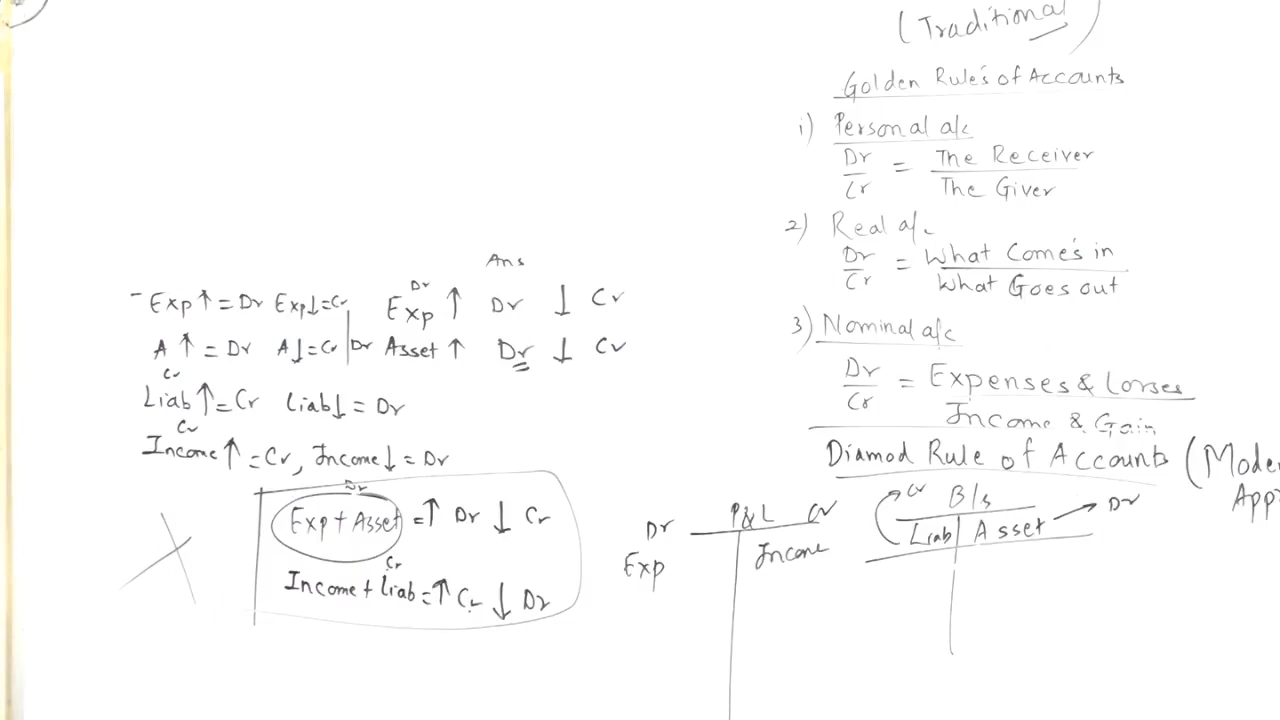 (Traditional)
Golden Rule's of Accounts
1) Personal a/c
Dr = The Receiver
Cr The Giver
2) Real a/c
Dr = What Come's in
Cr What Goes out
3) Nominal a/c
Dr = Expenses & Losses
Cr Income & Gain
Diamod Rule of Accounts (Moder
App
Ans
Dr
- Exp ↑ = Dr Exp ↓ = Cr Exp ↑ Dr ↓ Cr
A ↑ = Dr A ↓ = Cr Dr Asset ↑ Dr ↓ Cr
Cr
Liab ↑ = Cr Liab ↓ = Dr
Cr
Income ↑ = Cr, Income ↓ = Dr
Dr
Exp + Asset = ↑ Dr ↓ Cr
Cr
Income + Liab = ↑ Cr ↓ Dr
Dr P&L Cr
Exp Income
Cr B/s Dr
Liab Asset